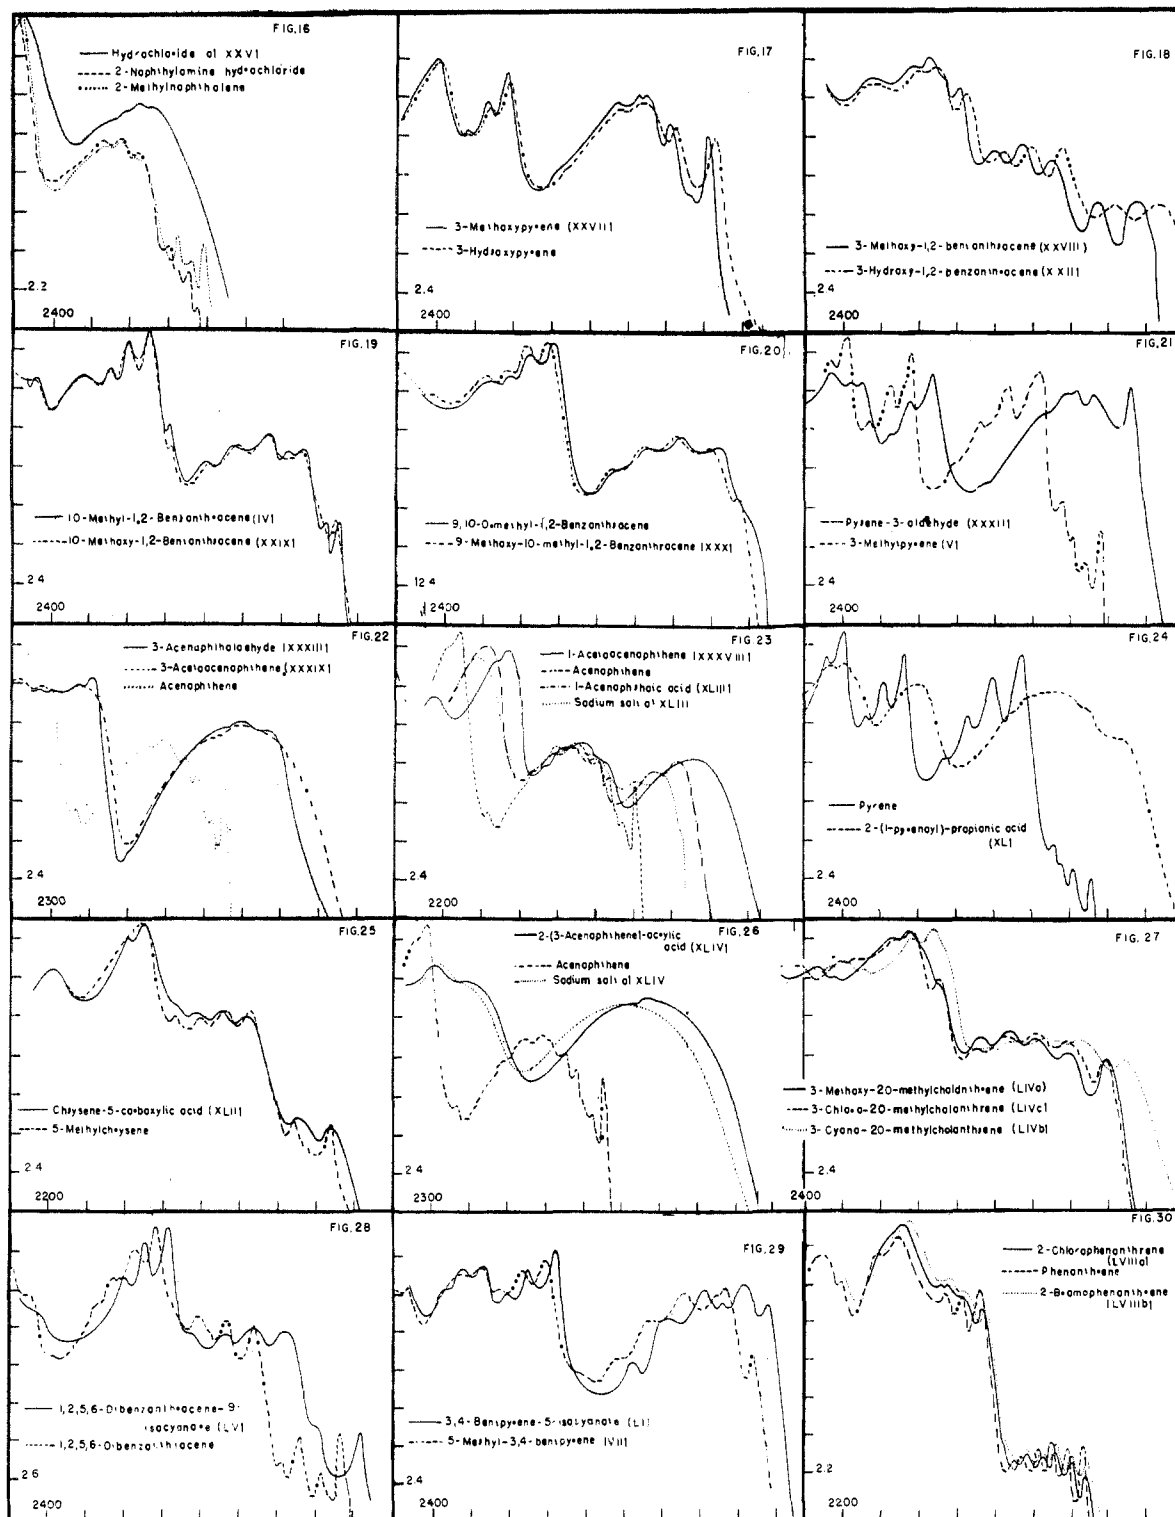 FIG.16
Hydrochloride of XXVI
2-Naphthylamine hydrochloride
2-Methylnaphthalene
2.2
2400
FIG.17
3-Methoxypyrene (XXVII)
3-Hydroxypyrene
2.4
2400
FIG.18
3-Methoxy-1,2-benzanthracene (XXVIII)
3-Hydroxy-1,2-benzanthracene (XXII)
2.4
2400
FIG.19
10-Methyl-1,2-Benzanthracene (IV)
10-Methoxy-1,2-Benzanthracene (XXIX)
2.4
2400
FIG.20
9,10-Dimethyl-1,2-Benzanthracene
9-Methoxy-10-methyl-1,2-Benzanthracene (XXX)
2.4
2400
FIG.21
Pyrene-3-aldehyde (XXXII)
3-Methylpyrene (V)
2.4
2400
FIG.22
3-Acenaphthaldehyde (XXXIII)
3-Acetoacenaphthene (XXXIX)
Acenaphthene
2.4
2300
FIG.23
1-Acetoacenaphthene (XXXVIII)
Acenaphthene
1-Acenaphthoic acid (XLIII)
Sodium salt of XLIII
2.4
2200
FIG.24
Pyrene
2-(1-pyrenoyl)-propionic acid
(XL)
2.4
2400
FIG.25
Chrysene-5-carboxylic acid (XLII)
5-Methylchrysene
2.4
2200
FIG.26
2-(3-Acenaphthene)-acrylic
acid (XLIV)
Acenaphthene
Sodium salt of XLIV
2.4
2300
FIG.27
3-Methoxy-20-methylcholanthrene (LIVa)
3-Chloro-20-methylcholanthrene (LIVc)
3-Cyano-20-methylcholanthrene (LIVb)
2.4
2400
FIG.28
1,2,5,6-Dibenzanthracene-9-
isocyanate (LV)
1,2,5,6-Dibenzanthracene
2.6
2400
FIG.29
3,4-Benzpyrene-5-isocyanate (LI)
5-Methyl-3,4-benzpyrene (VII)
2.4
2400
FIG.30
2-Chlorophenanthrene
(LVIIIa)
Phenanthrene
2-Bromophenanthrene
(LVIIIb)
2.2
2200